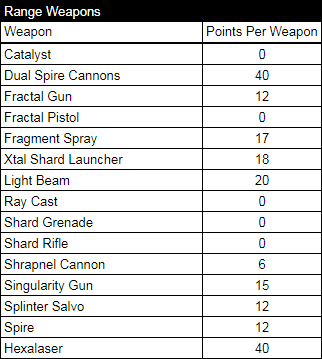 Range Weapons
Weapon Points Per Weapon
Catalyst 0
Dual Spire Cannons 40
Fractal Gun 12
Fractal Pistol 0
Fragment Spray 17
Xtal Shard Launcher 18
Light Beam 20
Ray Cast 0
Shard Grenade 0
Shard Rifle 0
Shrapnel Cannon 6
Singularity Gun 15
Splinter Salvo 12
Spire 12
Hexalaser 40